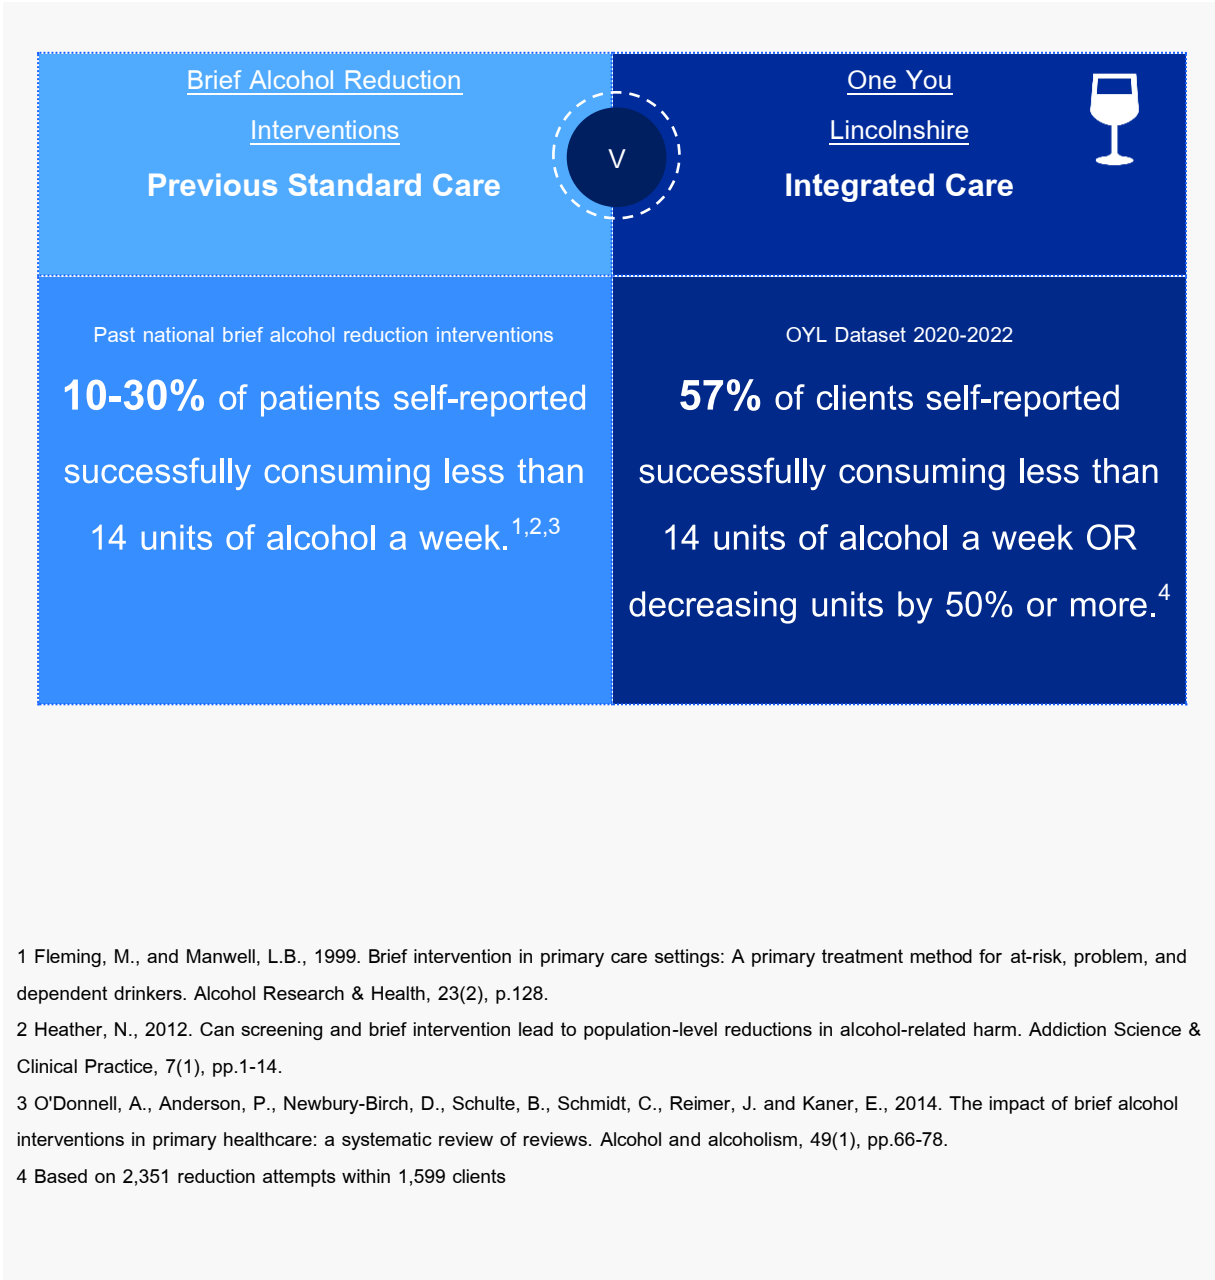 Brief Alcohol Reduction
Interventions
Previous Standard Care
V
One You
Lincolnshire
Integrated Care
Past national brief alcohol reduction interventions
10-30% of patients self-reported
successfully consuming less than
14 units of alcohol a week.1,2,3
OYL Dataset 2020-2022
57% of clients self-reported
successfully consuming less than
14 units of alcohol a week OR
decreasing units by 50% or more.4
1 Fleming, M., and Manwell, L.B., 1999. Brief intervention in primary care settings: A primary treatment method for at-risk, problem, and
dependent drinkers. Alcohol Research & Health, 23(2), p.128.
2 Heather, N., 2012. Can screening and brief intervention lead to population-level reductions in alcohol-related harm. Addiction Science &
Clinical Practice, 7(1), pp.1-14.
3 O'Donnell, A., Anderson, P., Newbury-Birch, D., Schulte, B., Schmidt, C., Reimer, J. and Kaner, E., 2014. The impact of brief alcohol
interventions in primary healthcare: a systematic review of reviews. Alcohol and alcoholism, 49(1), pp.66-78.
4 Based on 2,351 reduction attempts within 1,599 clients